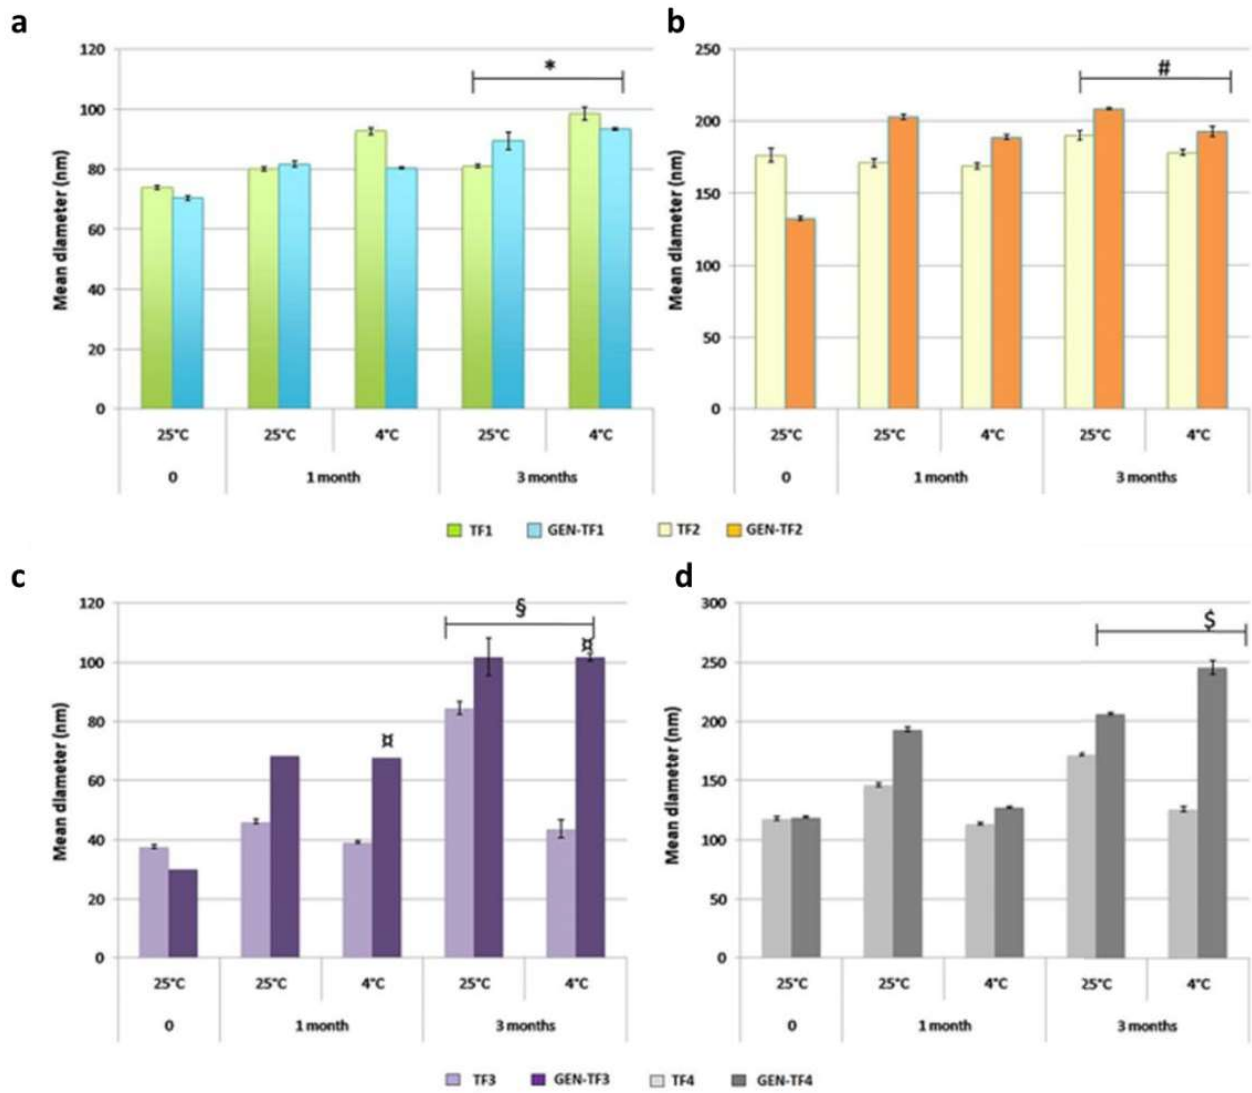 a
120
100
80
60
40
20
0
Mean diameter (nm)
*
25°C 25°C 4°C 25°C 4°C
0 1 month 3 months
b
250
200
150
100
50
0
Mean diameter (nm)
#
25°C 25°C 4°C 25°C 4°C
0 1 month 3 months
TF1 GEN-TF1 TF2 GEN-TF2
c
120
100
80
60
40
20
0
Mean diameter (nm)
§
¤
¤
25°C 25°C 4°C 25°C 4°C
0 1 month 3 months
d
300
250
200
150
100
50
0
Mean diameter (nm)
$
25°C 25°C 4°C 25°C 4°C
0 1 month 3 months
TF3 GEN-TF3 TF4 GEN-TF4